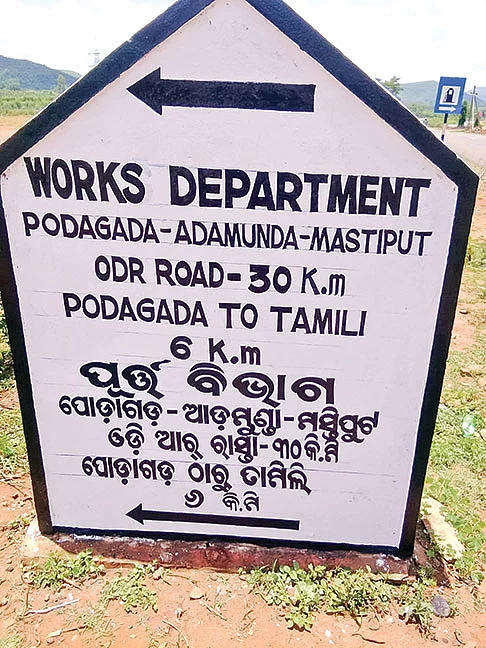 WORKS DEPARTMENT
PODAGADA-ADAMUNDA-MASTIPUT
ODR ROAD-30 K.m
PODAGADA TO TAMILI
6 K.m
ପୂର୍ତ୍ତ ବିଭାଗ
ପୋଡ଼ାଗଡ଼-ଆଡ଼ମୁଣ୍ଡା-ମସ୍ତିପୁଟ
ଓଡ଼ି ଆର୍ ରାସ୍ତା-୩୦କି.ମି
ପୋଡ଼ାଗଡ଼ ଠାରୁ ତାମିଲି
୬ କି.ମି